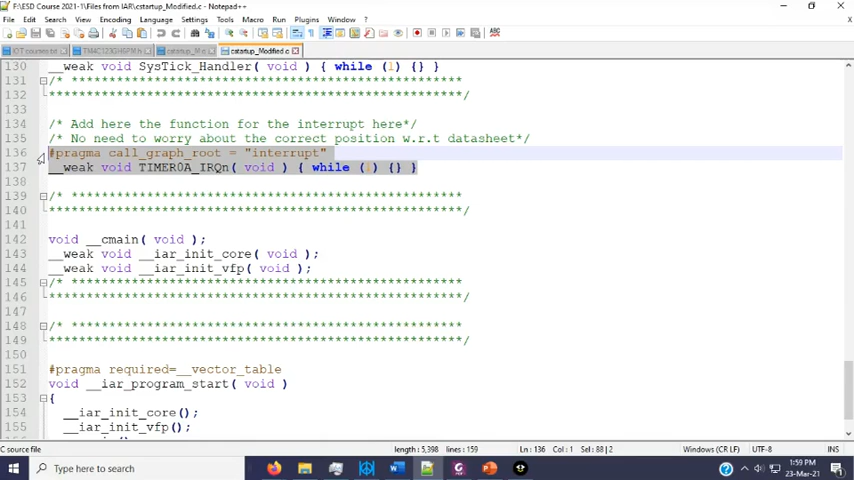 F:\ESD Course 2021-1\Files from IAR\cstartup_Modified.c - Notepad++
File Edit Search View Encoding Language Settings Tools Macro Run Plugins Window ?
IOT courses.txt TM4C123GH6PM.h cstartup_M.c cstartup_Modified.c
130 __weak void SysTick_Handler( void ) { while (1) {} }
131 /* ****************************************************
132 *******************************************************/
133
134 /* Add here the function for the interrupt here*/
135 /* No need to worry about the correct position w.r.t datasheet*/
136 #pragma call_graph_root = "interrupt"
137 __weak void TIMER0A_IRQn( void ) { while (1) {} }
138
139 /* ****************************************************
140 *******************************************************/
141
142 void __cmain( void );
143 __weak void __iar_init_core( void );
144 __weak void __iar_init_vfp( void );
145 /* ****************************************************
146 *******************************************************/
147
148 /* ****************************************************
149 *******************************************************/
150
151 #pragma required=__vector_table
152 void __iar_program_start( void )
153 {
154 __iar_init_core();
155 __iar_init_vfp();
C source file length : 5,398 lines : 159 Ln : 136 Col : 1 Sel : 88 | 2 Windows (CR LF) UTF-8 INS
Type here to search
1:59 PM
23-Mar-21